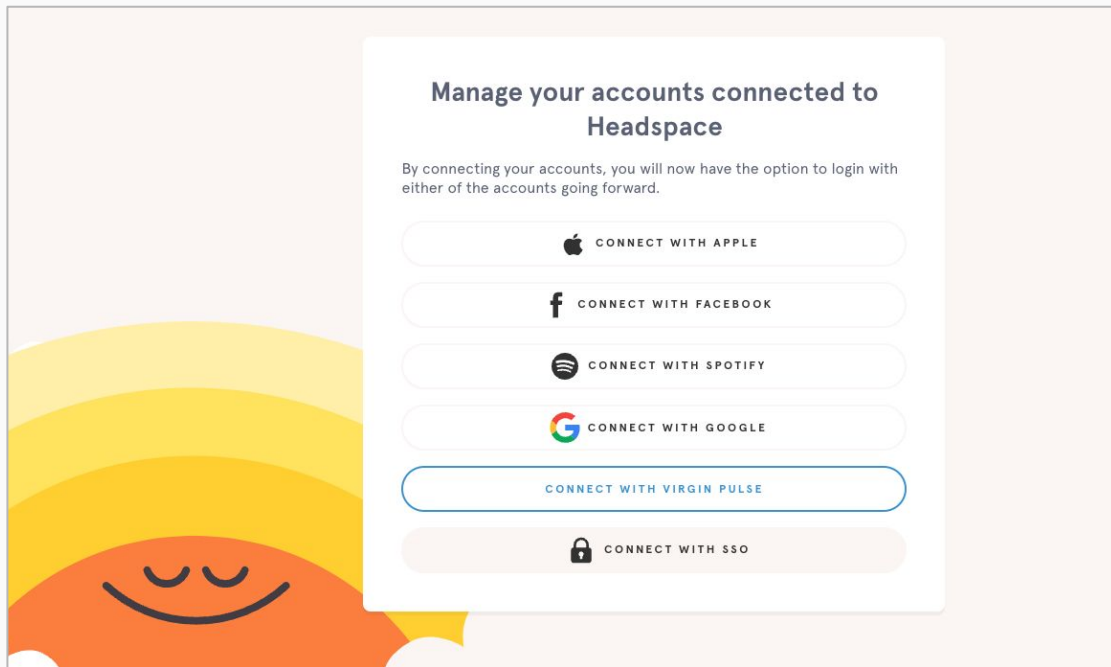 Manage your accounts connected to
Headspace
By connecting your accounts, you will now have the option to login with
either of the accounts going forward.
CONNECT WITH APPLE
CONNECT WITH FACEBOOK
CONNECT WITH SPOTIFY
CONNECT WITH GOOGLE
CONNECT WITH VIRGIN PULSE
CONNECT WITH SSO